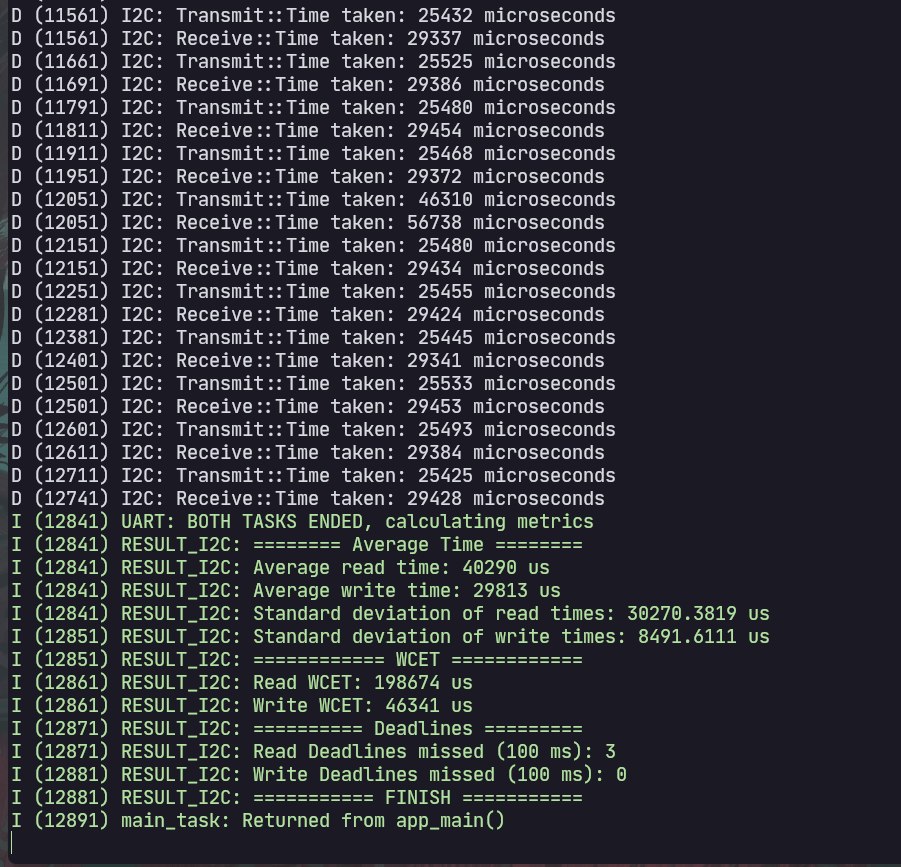 D (11561) I2C: Transmit::Time taken: 25432 microseconds
D (11561) I2C: Receive::Time taken: 29337 microseconds
D (11661) I2C: Transmit::Time taken: 25525 microseconds
D (11691) I2C: Receive::Time taken: 29386 microseconds
D (11791) I2C: Transmit::Time taken: 25480 microseconds
D (11811) I2C: Receive::Time taken: 29454 microseconds
D (11911) I2C: Transmit::Time taken: 25468 microseconds
D (11951) I2C: Receive::Time taken: 29372 microseconds
D (12051) I2C: Transmit::Time taken: 46310 microseconds
D (12051) I2C: Receive::Time taken: 56738 microseconds
D (12151) I2C: Transmit::Time taken: 25480 microseconds
D (12151) I2C: Receive::Time taken: 29434 microseconds
D (12251) I2C: Transmit::Time taken: 25455 microseconds
D (12281) I2C: Receive::Time taken: 29424 microseconds
D (12381) I2C: Transmit::Time taken: 25445 microseconds
D (12401) I2C: Receive::Time taken: 29341 microseconds
D (12501) I2C: Transmit::Time taken: 25533 microseconds
D (12501) I2C: Receive::Time taken: 29453 microseconds
D (12601) I2C: Transmit::Time taken: 25493 microseconds
D (12611) I2C: Receive::Time taken: 29384 microseconds
D (12711) I2C: Transmit::Time taken: 25425 microseconds
D (12741) I2C: Receive::Time taken: 29428 microseconds
I (12841) UART: BOTH TASKS ENDED, calculating metrics
I (12841) RESULT_I2C: ======== Average Time ========
I (12841) RESULT_I2C: Average read time: 40290 us
I (12841) RESULT_I2C: Average write time: 29813 us
I (12841) RESULT_I2C: Standard deviation of read times: 30270.3819 us
I (12851) RESULT_I2C: Standard deviation of write times: 8491.6111 us
I (12851) RESULT_I2C: ============ WCET ============
I (12861) RESULT_I2C: Read WCET: 198674 us
I (12861) RESULT_I2C: Write WCET: 46341 us
I (12871) RESULT_I2C: ========== Deadlines =========
I (12871) RESULT_I2C: Read Deadlines missed (100 ms): 3
I (12881) RESULT_I2C: Write Deadlines missed (100 ms): 0
I (12881) RESULT_I2C: =========== FINISH ===========
I (12891) main_task: Returned from app_main()